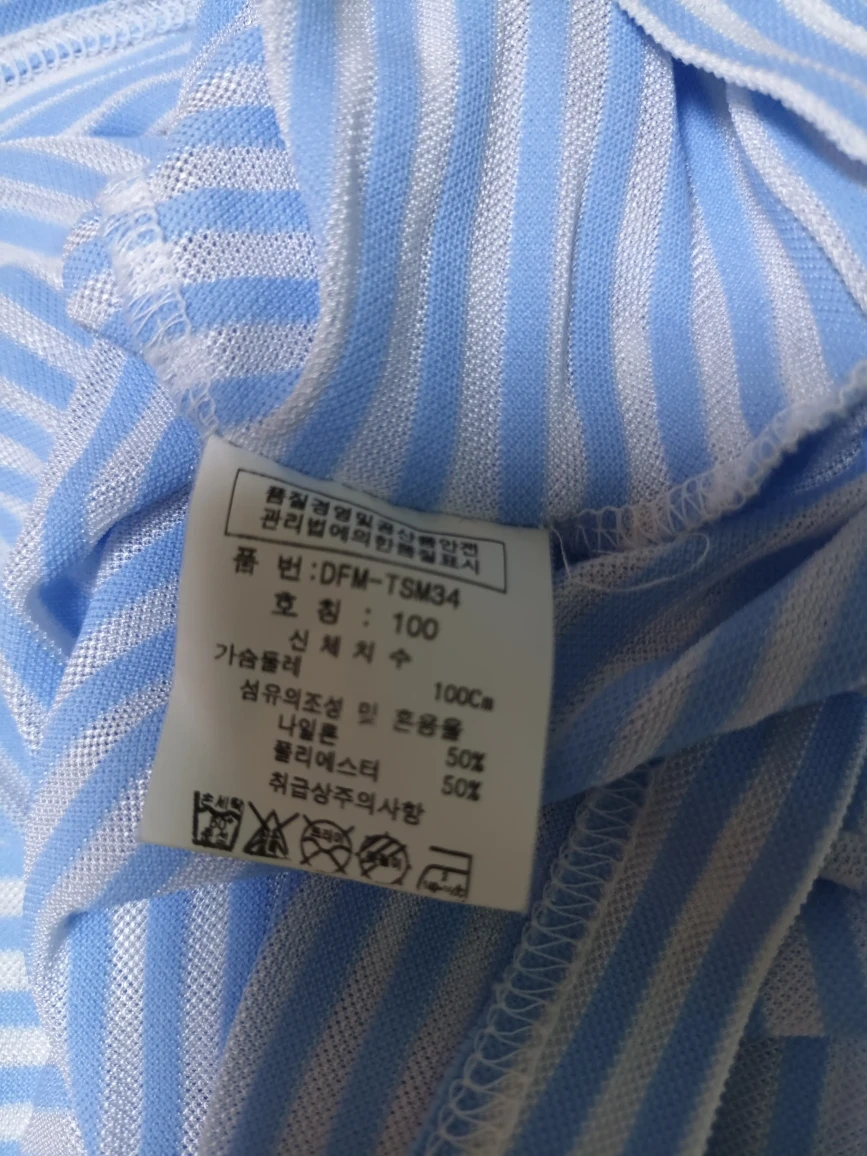 품질경영및공산품안전
관리법에의한품질표시
품 번:DFM-TSM34
호 칭 : 100
신 체 치 수
가슴둘레 100Cm
섬유의조성 및 혼용율
나일론 50%
폴리에스터 50%
취급상주의사항
손세탁